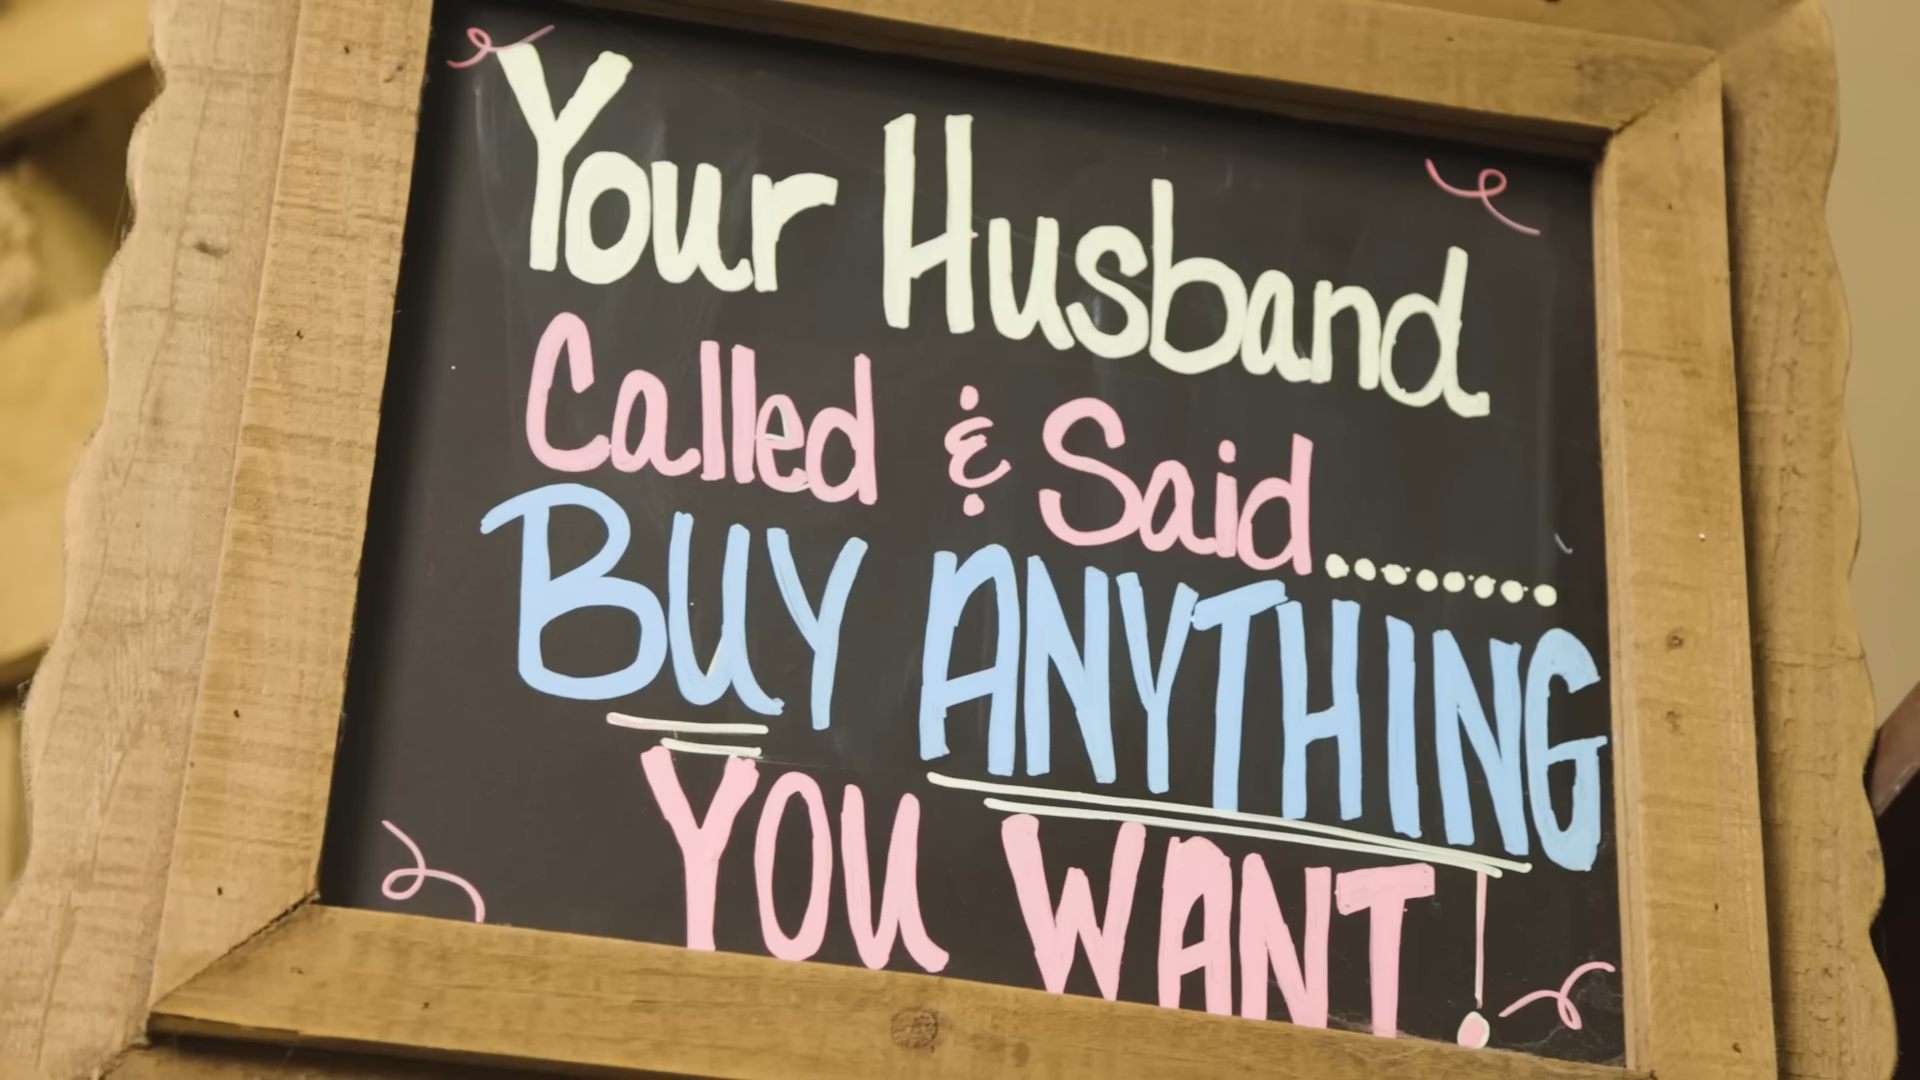 Your Husband
Called & Said........
BUY ANYTHING
YOU WANT!